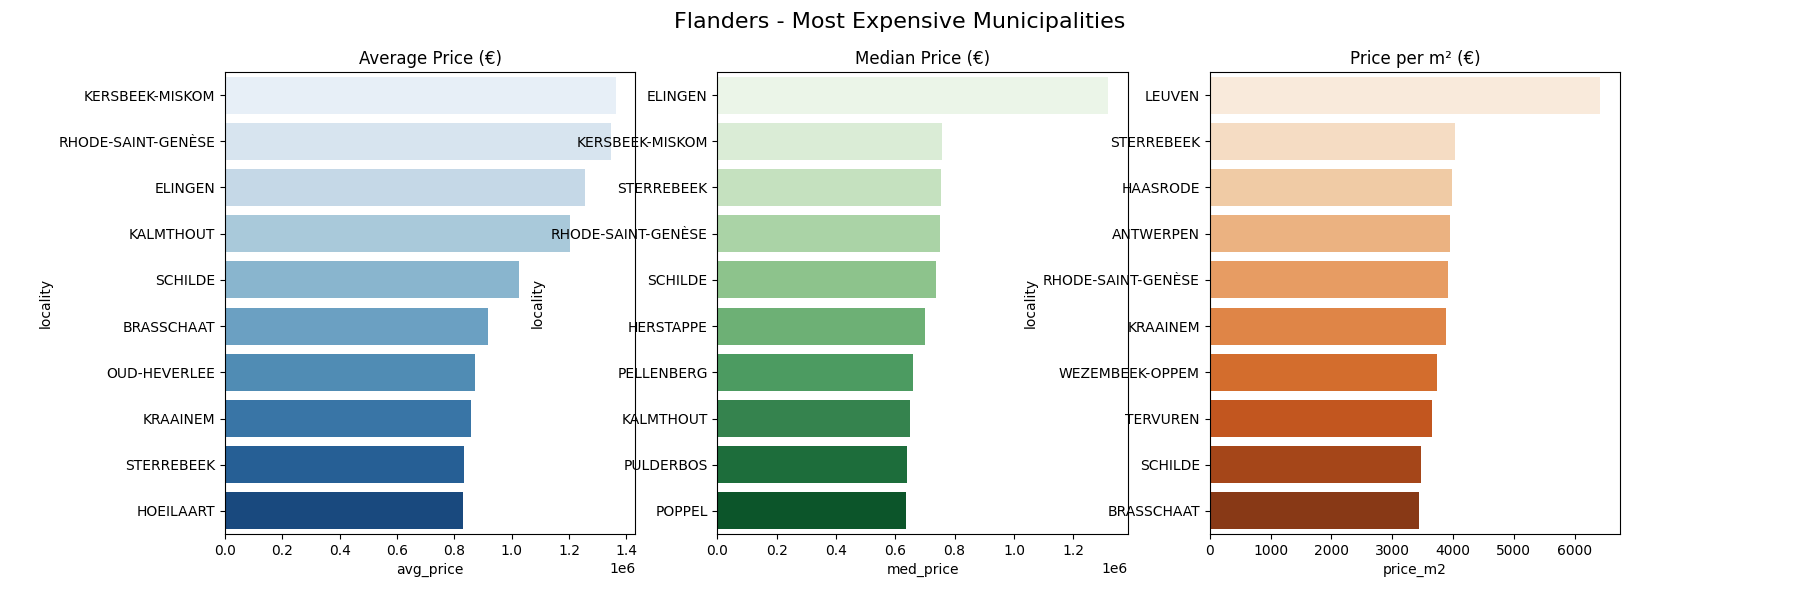 Flanders - Most Expensive Municipalities
Average Price (€)
locality
KERSBEEK-MISKOM
RHODE-SAINT-GENÈSE
ELINGEN
KALMTHOUT
SCHILDE
BRASSCHAAT
OUD-HEVERLEE
KRAAINEM
STERREBEEK
HOEILAART
0.0 0.2 0.4 0.6 0.8 1.0 1.2 1.4
1e6
avg_price
Median Price (€)
locality
ELINGEN
KERSBEEK-MISKOM
STERREBEEK
RHODE-SAINT-GENÈSE
SCHILDE
HERSTAPPE
PELLENBERG
KALMTHOUT
PULDERBOS
POPPEL
0.0 0.2 0.4 0.6 0.8 1.0 1.2
1e6
med_price
Price per m² (€)
locality
LEUVEN
STERREBEEK
HAASRODE
ANTWERPEN
RHODE-SAINT-GENÈSE
KRAAINEM
WEZEMBEEK-OPPEM
TERVUREN
SCHILDE
BRASSCHAAT
0 1000 2000 3000 4000 5000 6000
price_m2